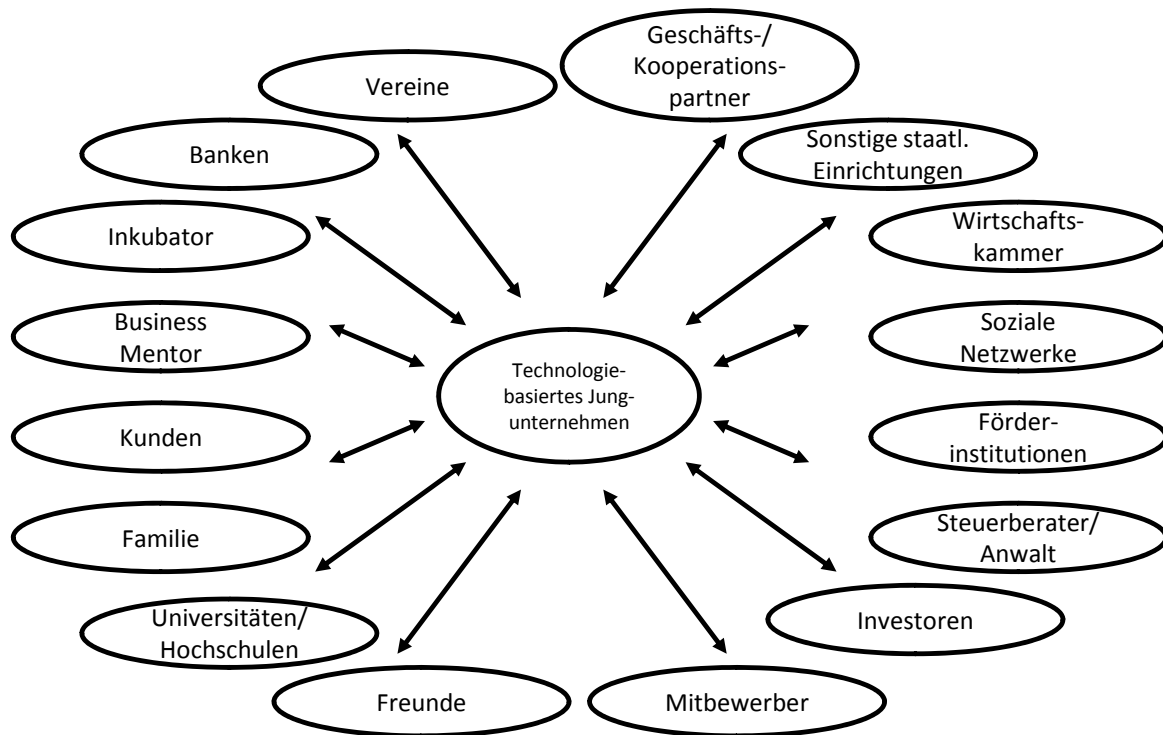 Geschäfts-/
Kooperations-
partner
Vereine
Banken
Sonstige staatl.
Einrichtungen
Inkubator
Wirtschafts-
kammer
Business
Mentor
Soziale
Netzwerke
Technologie-
basiertes Jung-
unternehmen
Kunden
Förder-
institutionen
Familie
Steuerberater/
Anwalt
Universitäten/
Hochschulen
Investoren
Freunde
Mitbewerber